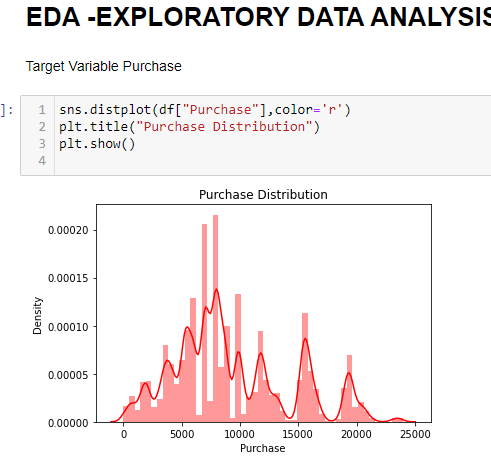 EDA -EXPLORATORY DATA ANALYSIS
Target Variable Purchase
]:
1 sns.distplot(df["Purchase"],color='r')
2 plt.title("Purchase Distribution")
3 plt.show()
4
Purchase Distribution
0.00020
0.00015
0.00010
0.00005
0.00000
Density
0 5000 10000 15000 20000 25000
Purchase